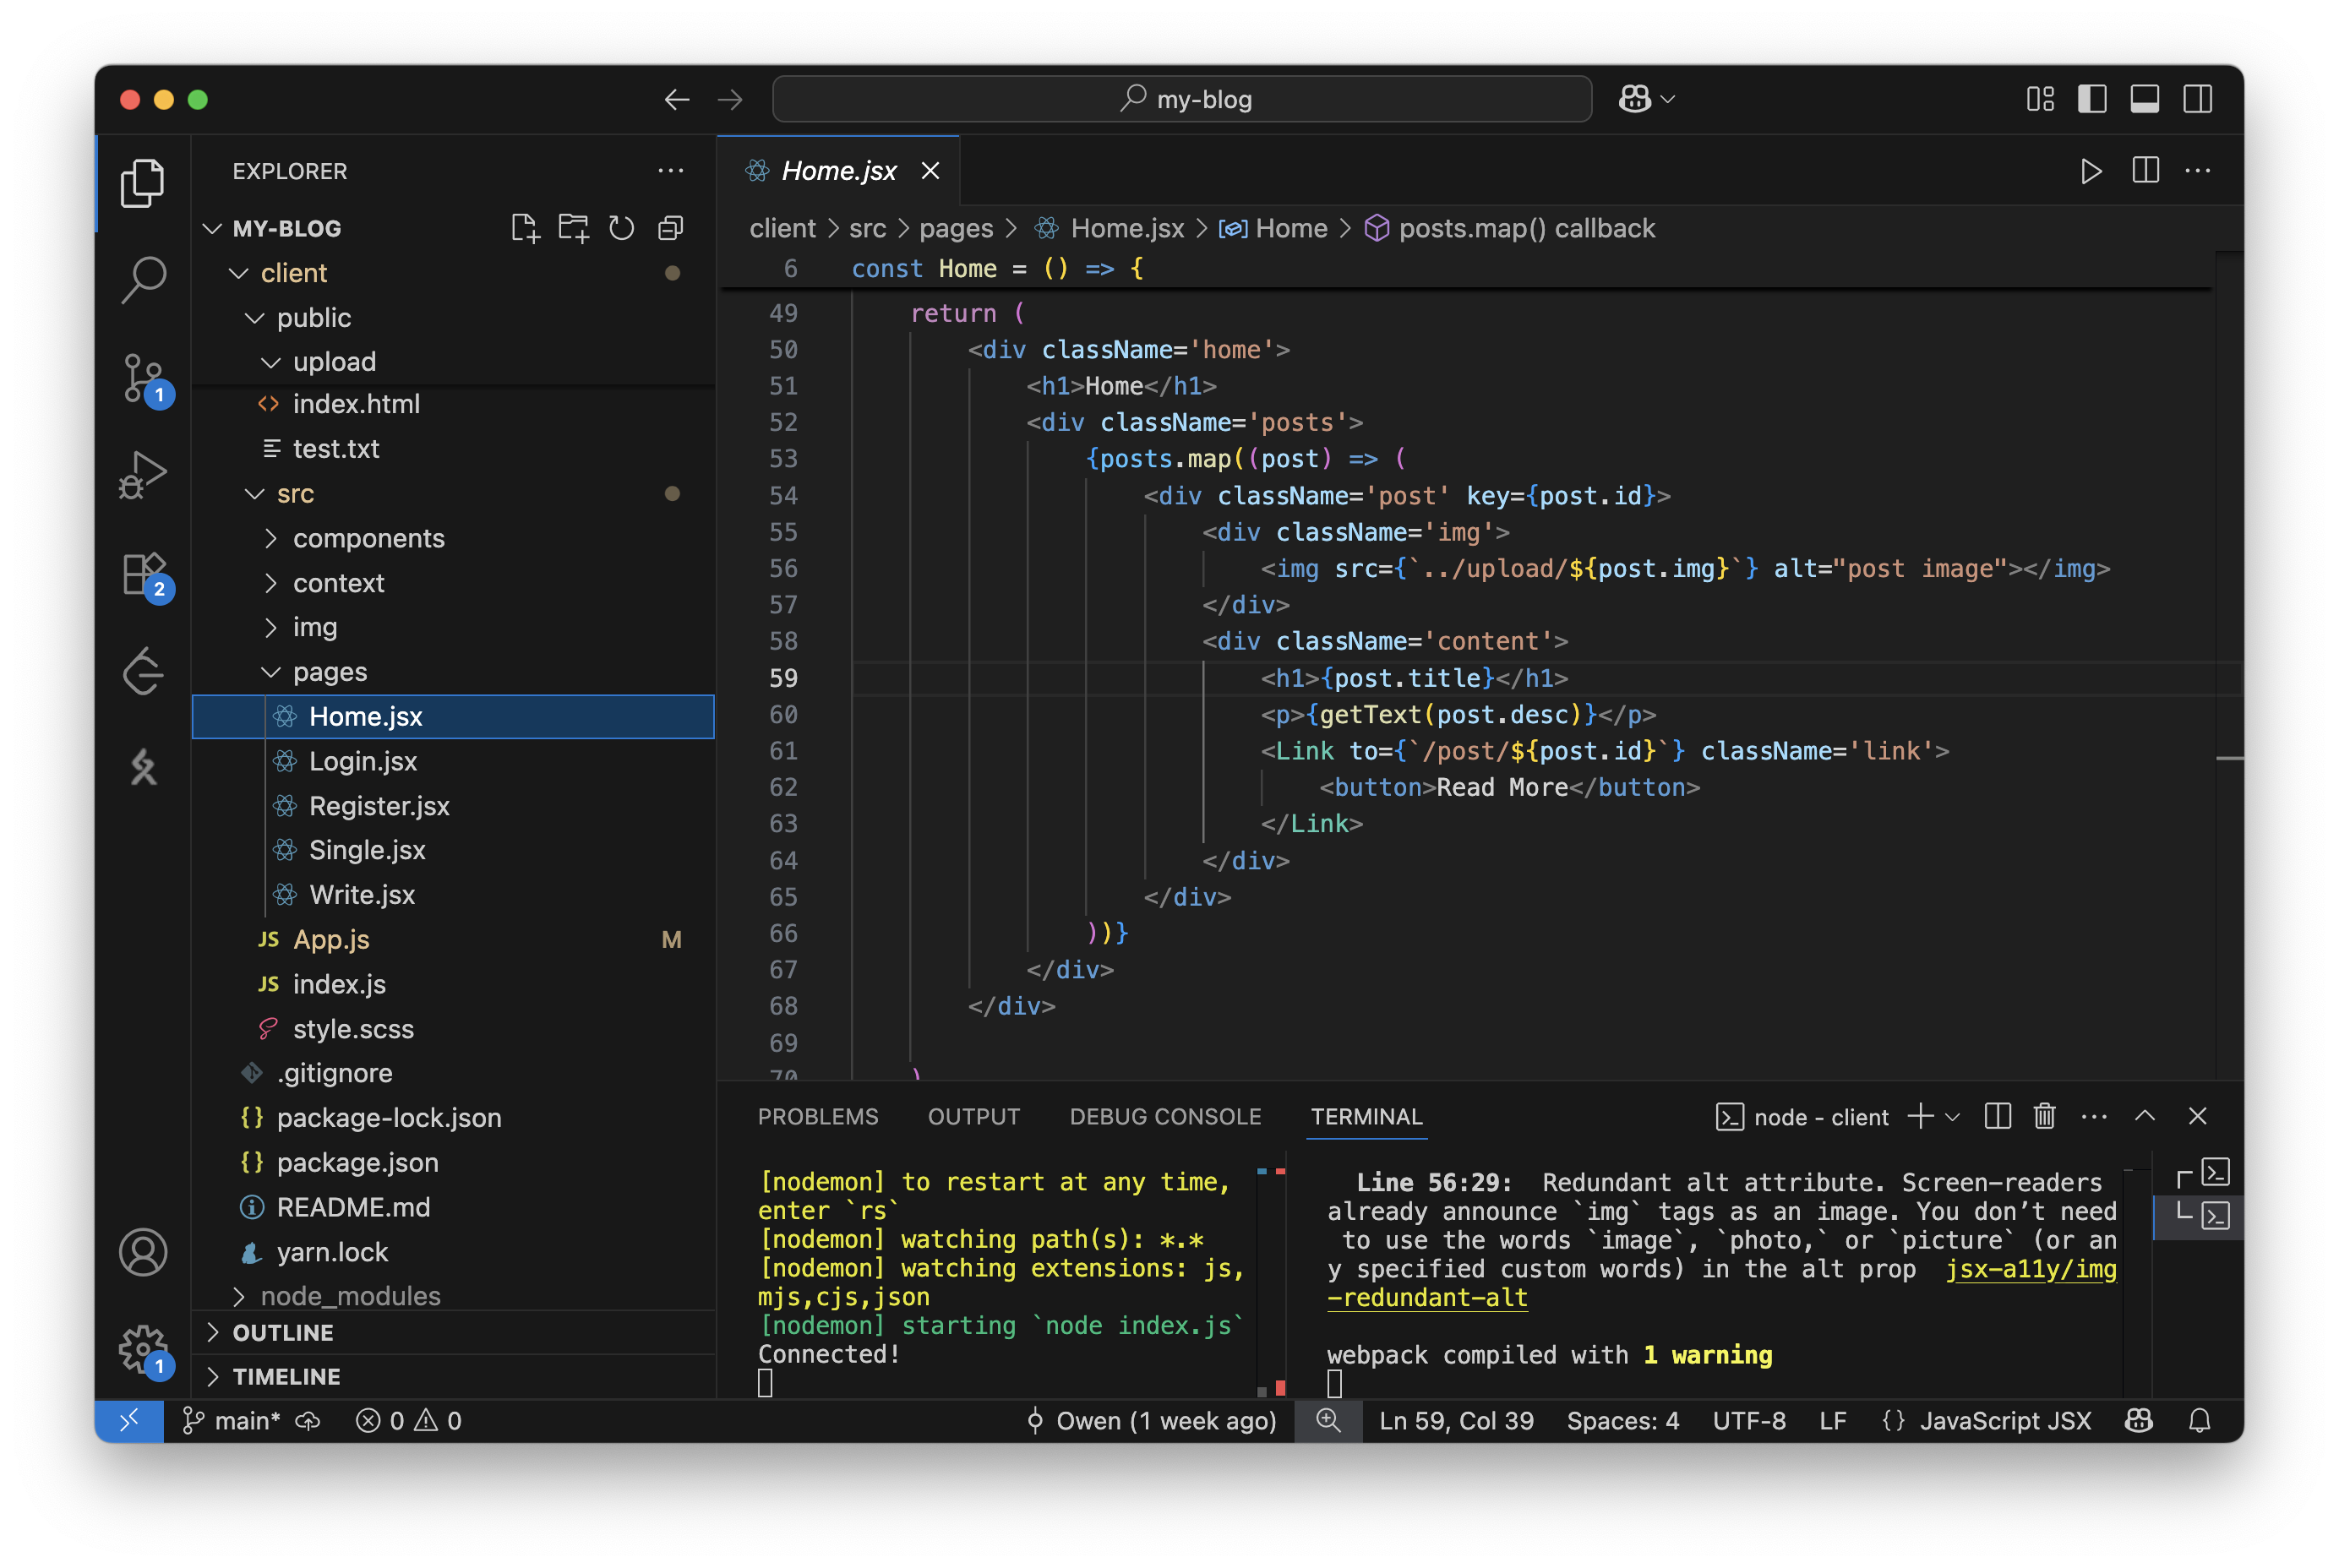 my-blog
EXPLORER
MY-BLOG
client
public
upload
index.html
test.txt
src
components
context
img
pages
Home.jsx
Login.jsx
Register.jsx
Single.jsx
Write.jsx
JS App.js M
JS index.js
style.scss
.gitignore
{} package-lock.json
{} package.json
README.md
yarn.lock
node_modules
OUTLINE
TIMELINE
1
2
1
Home.jsx
client > src > pages > Home.jsx > Home > posts.map() callback
6 const Home = () => {
49 return (
50 <div className='home'>
51 <h1>Home</h1>
52 <div className='posts'>
53 {posts.map((post) => (
54 <div className='post' key={post.id}>
55 <div className='img'>
56 <img src={`../upload/${post.img}`} alt="post image"></img>
57 </div>
58 <div className='content'>
59 <h1>{post.title}</h1>
60 <p>{getText(post.desc)}</p>
61 <Link to={`/post/${post.id}`} className='link'>
62 <button>Read More</button>
63 </Link>
64 </div>
65 </div>
66 ))}
67 </div>
68 </div>
69
70 )
PROBLEMS OUTPUT DEBUG CONSOLE TERMINAL node - client
[nodemon] to restart at any time,
enter `rs`
[nodemon] watching path(s): *.*
[nodemon] watching extensions: js,
mjs,cjs,json
[nodemon] starting `node index.js`
Connected!
Line 56:29: Redundant alt attribute. Screen-readers
already announce `img` tags as an image. You don’t need
to use the words `image`, `photo,` or `picture` (or an
y specified custom words) in the alt prop jsx-a11y/img
-redundant-alt
webpack compiled with 1 warning
main* 0 0 Owen (1 week ago) Ln 59, Col 39 Spaces: 4 UTF-8 LF {} JavaScript JSX